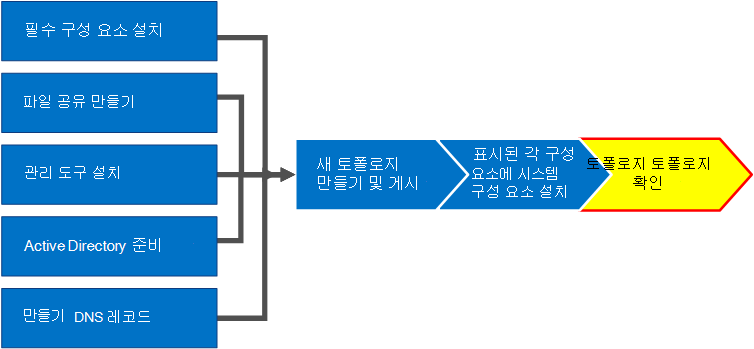 필수 구성 요소 설치
파일 공유 만들기
관리 도구 설치
Active Directory 준비
만들기 DNS 레코드
새 토폴로지
만들기 및 게시
표시된 각 구성
요소에 시스템
구성 요소 설치
토폴로지 토폴로지
확인